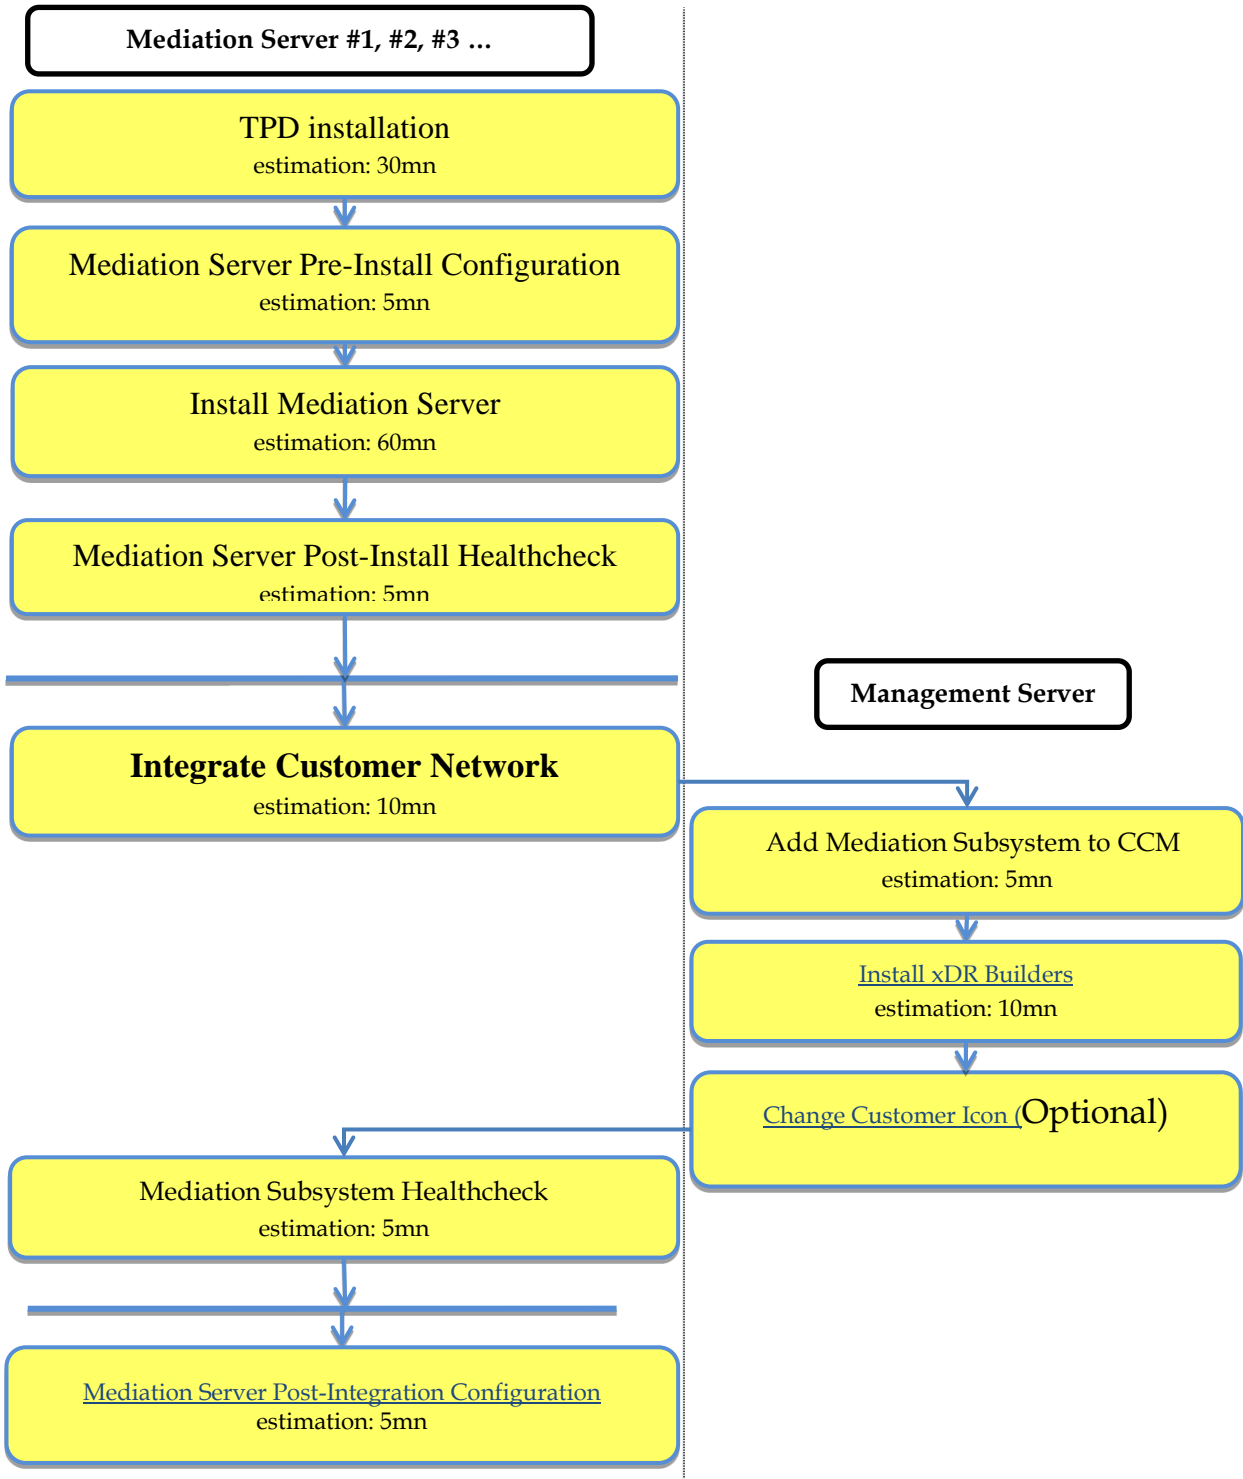 Mediation Server #1, #2, #3 ...
TPD installation
estimation: 30mn
Mediation Server Pre-Install Configuration
estimation: 5mn
Install Mediation Server
estimation: 60mn
Mediation Server Post-Install Healthcheck
estimation: 5mn
Integrate Customer Network
estimation: 10mn
Management Server
Add Mediation Subsystem to CCM
estimation: 5mn
Install xDR Builders
estimation: 10mn
Change Customer Icon (Optional)
Mediation Subsystem Healthcheck
estimation: 5mn
Mediation Server Post-Integration Configuration
estimation: 5mn